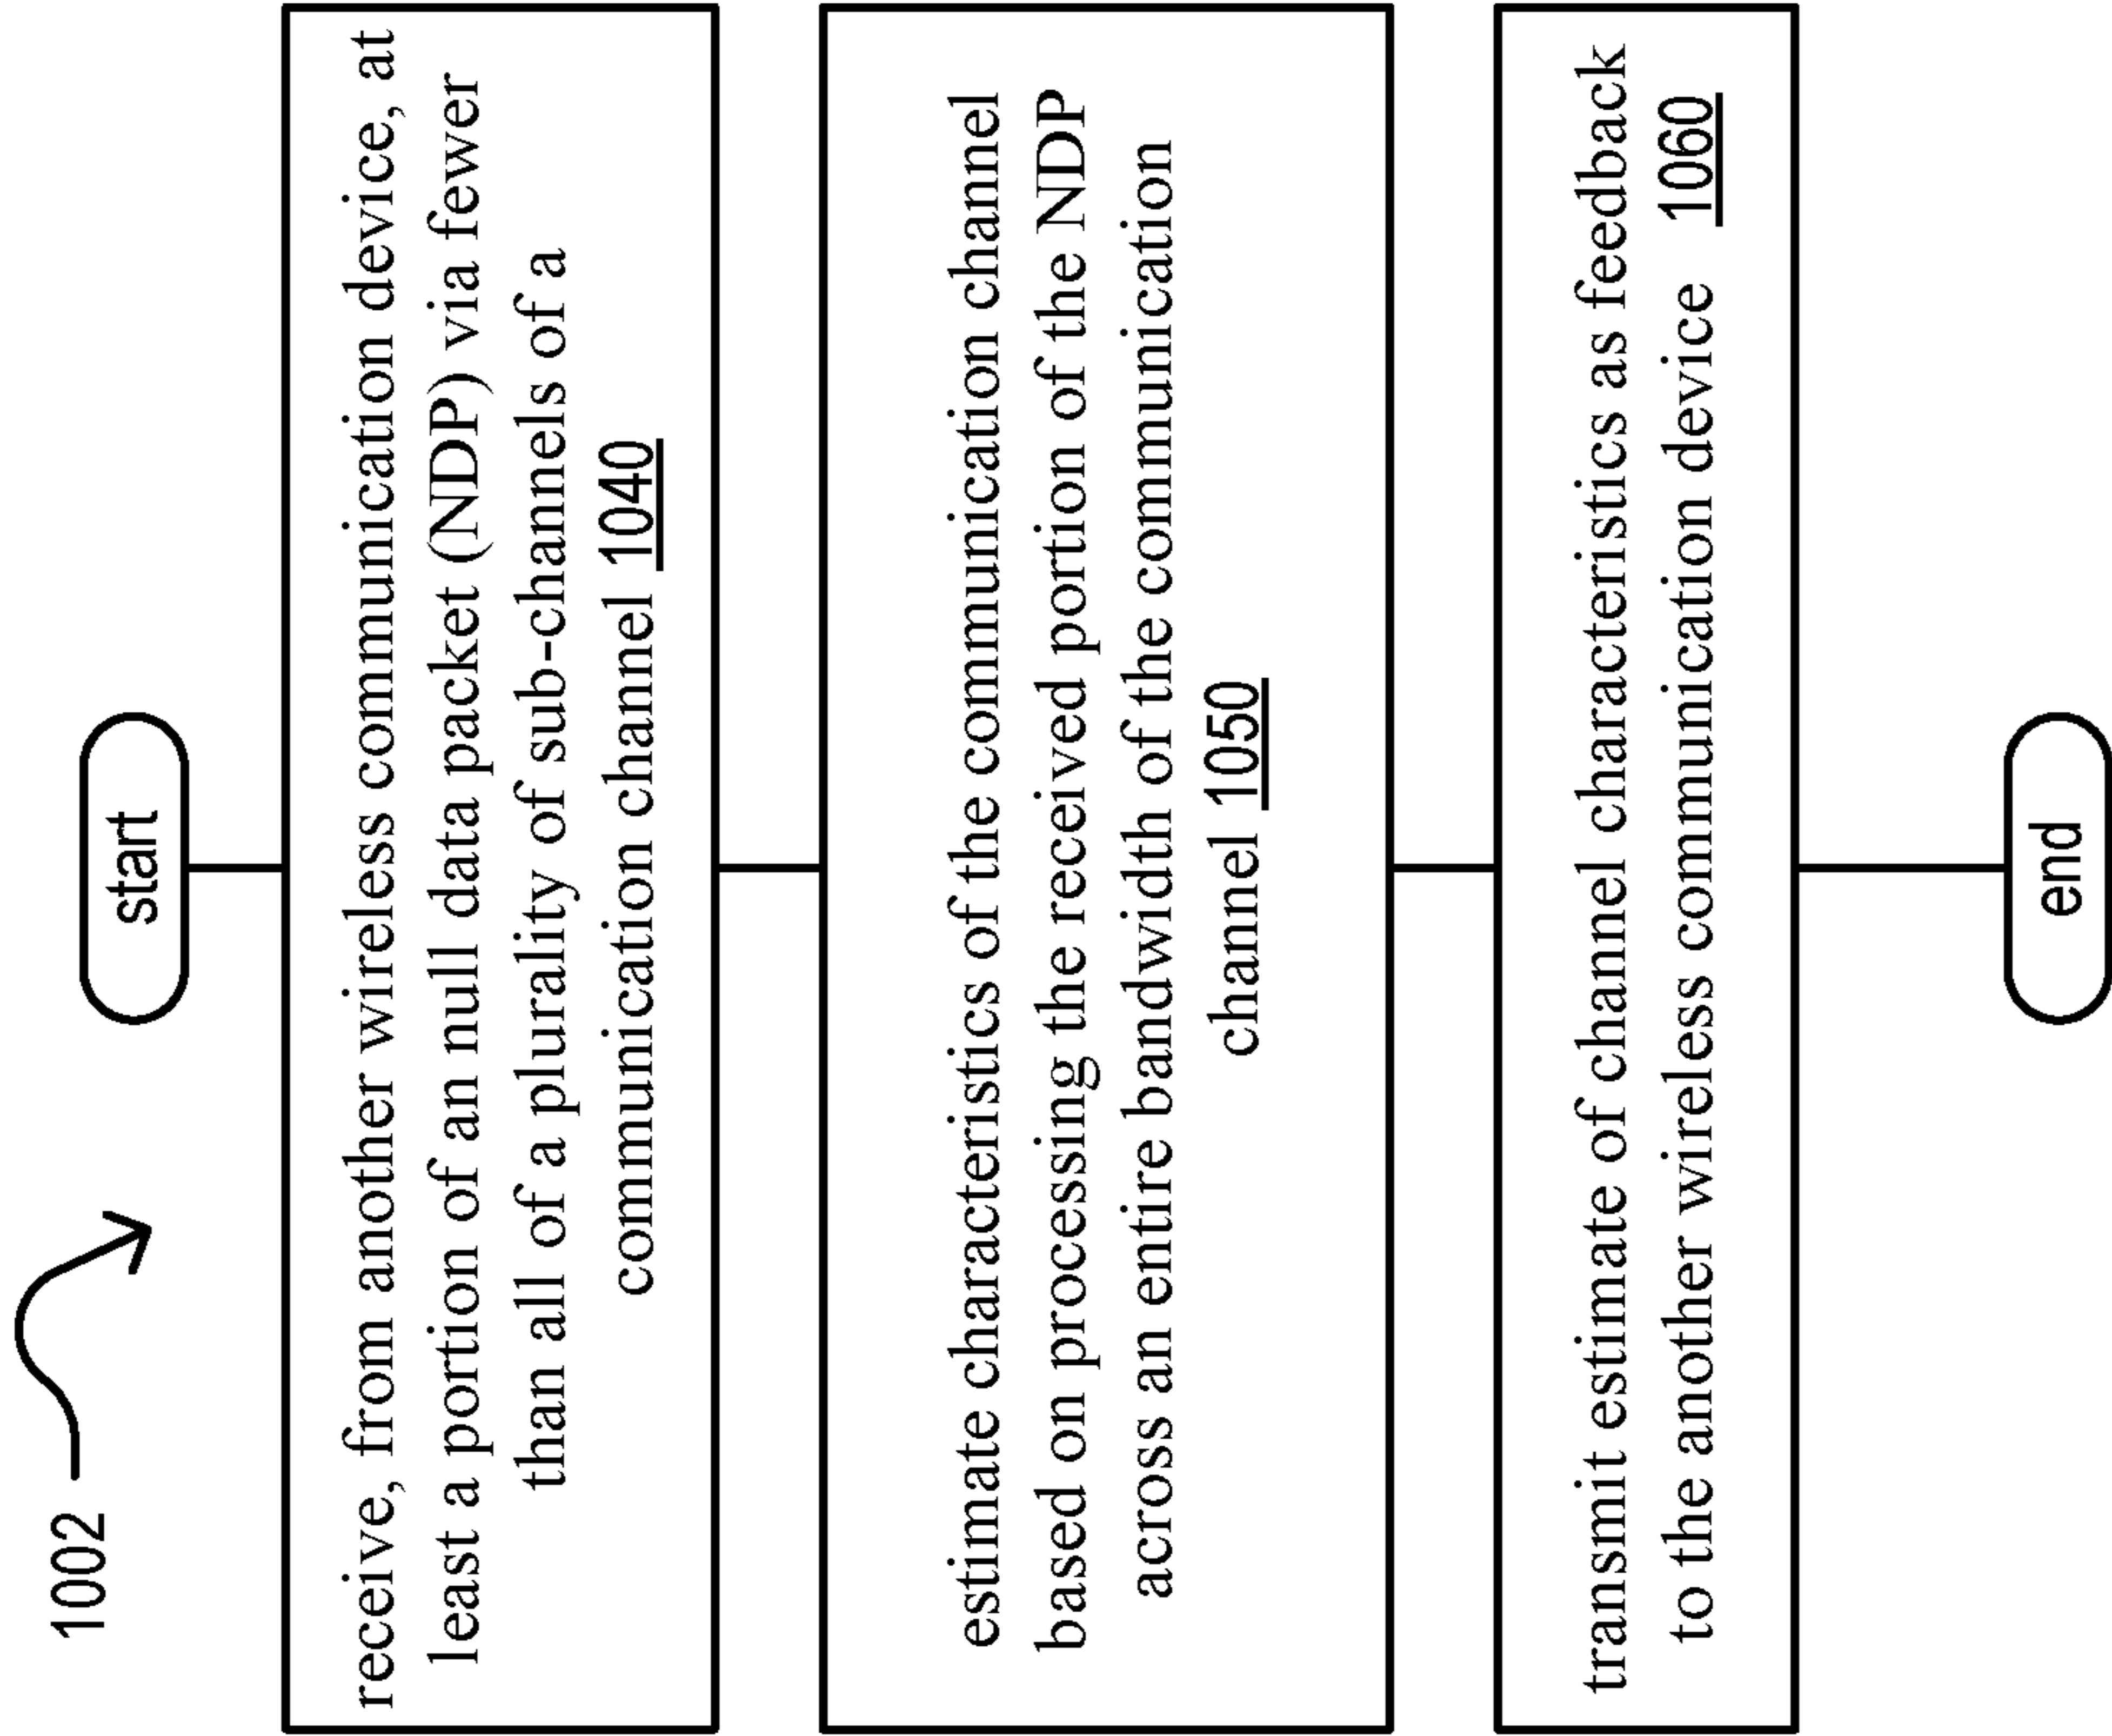 1002
start
receive, from another wireless communication device, at
least a portion of an null data packet (NDP) via fewer
than all of a plurality of sub-channels of a
communication channel 1040
estimate characteristics of the communication channel
based on processing the received portion of the NDP
across an entire bandwidth of the communication
channel 1050
transmit estimate of channel characteristics as feedback
to the another wireless communication device 1060
end